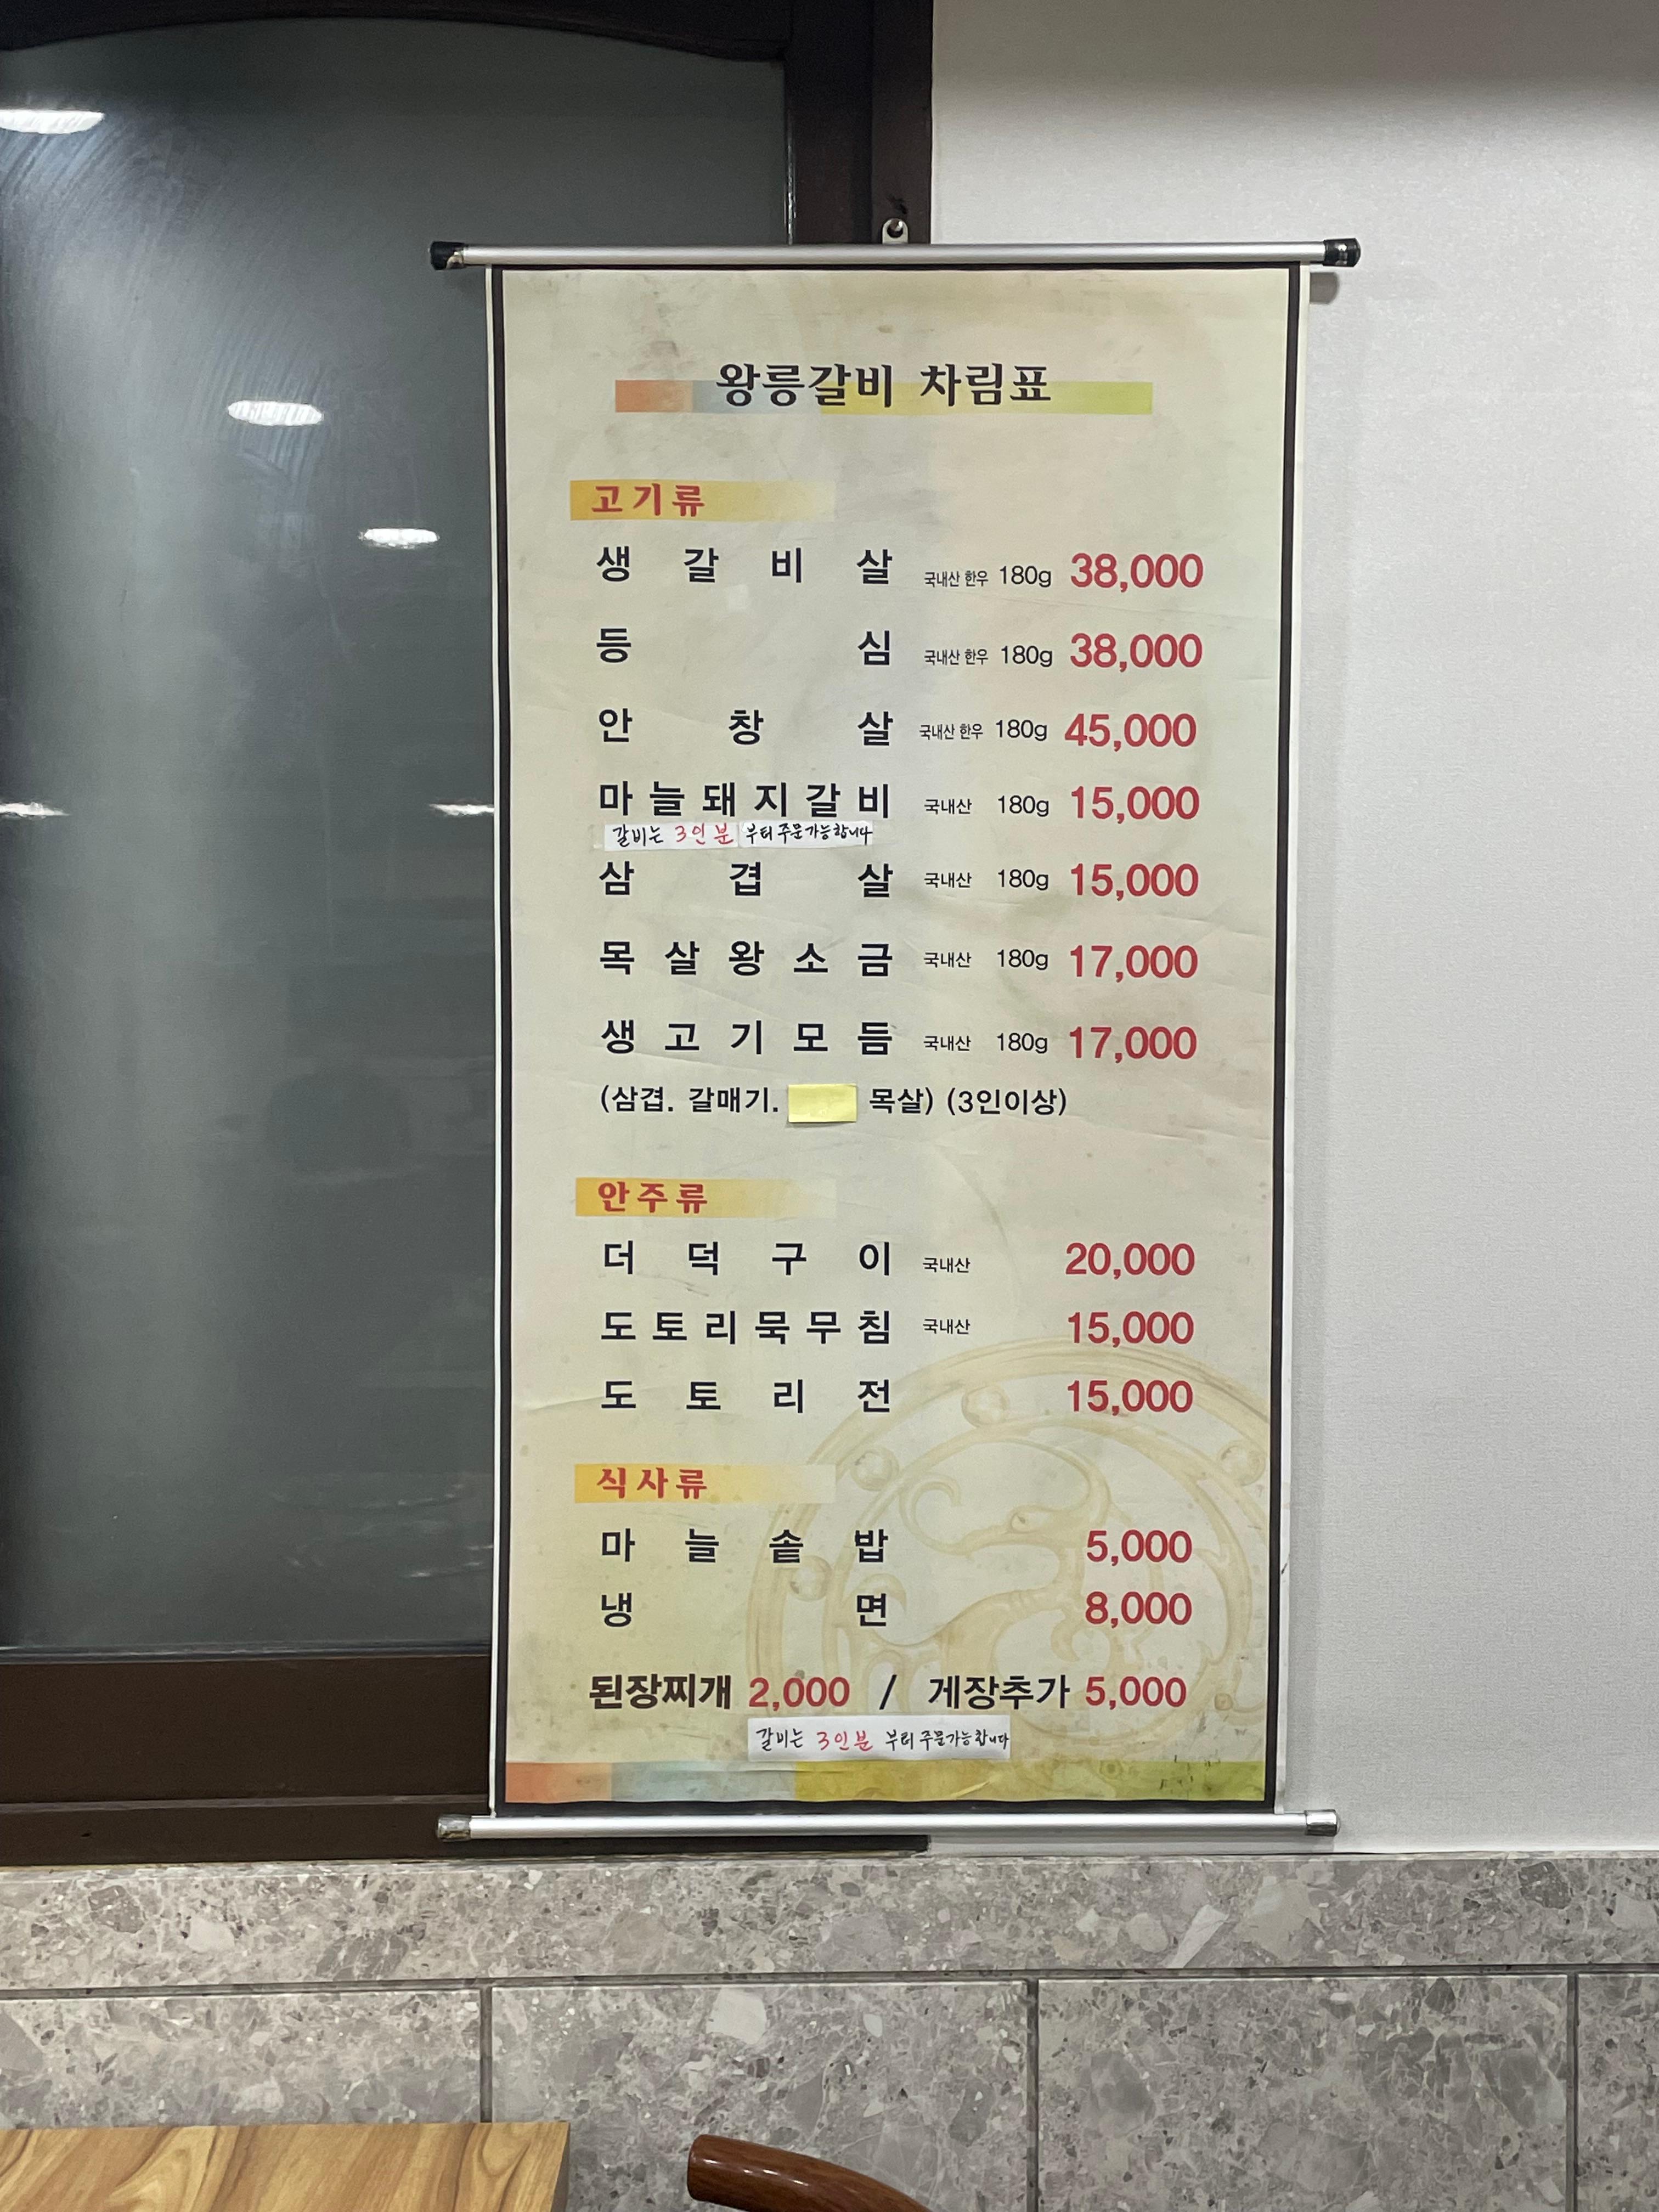 왕릉갈비 차림표
고기류
생갈비살 국내산 한우 180g 38,000
등심 국내산 한우 180g 38,000
안창살 국내산 한우 180g 45,000
마늘돼지갈비 국내산 180g 15,000
갈비는 3인분 부터 주문가능합니다
삼겹살 국내산 180g 15,000
목살왕소금 국내산 180g 17,000
생고기모듬 국내산 180g 17,000
(삼겹. 갈매기. 목살) (3인이상)
안주류
더덕구이 국내산 20,000
도토리묵무침 국내산 15,000
도토리전 15,000
식사류
마늘솥밥 5,000
냉면 8,000
된장찌개 2,000 / 게장추가 5,000
갈비는 3인분 부터 주문가능합니다